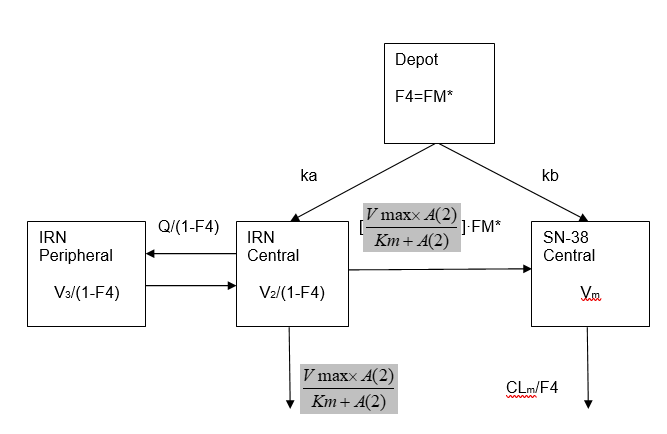 Depot
F4=FM*
ka
kb
Q/(1-F4)
[Vmax× A(2)
Km + A(2)]·FM*
IRN
Peripheral
V3/(1-F4)
IRN
Central
V2/(1-F4)
SN-38
Central
Vm
Vmax× A(2)
Km + A(2)
CLm/F4